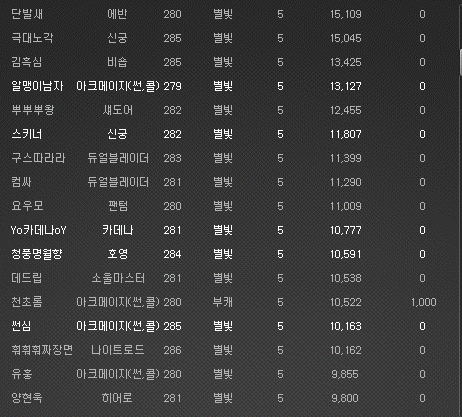 단발새 에반 280 별빛 5 15,109 0
극대노각 신궁 285 별빛 5 15,045 0
김흑심 비숍 285 별빛 5 13,425 0
알맹이남자 아크메이지(썬,콜) 279 별빛 5 13,127 0
뿌뿌뿌왕 섀도어 282 별빛 5 12,455 0
스키너 신궁 282 별빛 5 11,807 0
구스따라라 듀얼블레이더 283 별빛 5 11,399 0
컴싸 듀얼블레이더 281 별빛 5 11,290 0
요우모 팬텀 280 별빛 5 11,009 0
Yo카데나oY 카데나 281 별빛 5 10,777 0
청풍명월향 호영 284 별빛 5 10,591 0
데드립 소울마스터 281 별빛 5 10,538 0
천초롬 아크메이지(썬,콜) 280 부캐 5 10,522 1,000
썬심 아크메이지(썬,콜) 285 별빛 5 10,163 0
훠훠훠짜장면 나이트로드 286 별빛 5 10,162 0
유홍 아크메이지(썬,콜) 280 별빛 5 9,855 0
양현욱 히어로 281 별빛 5 9,800 0